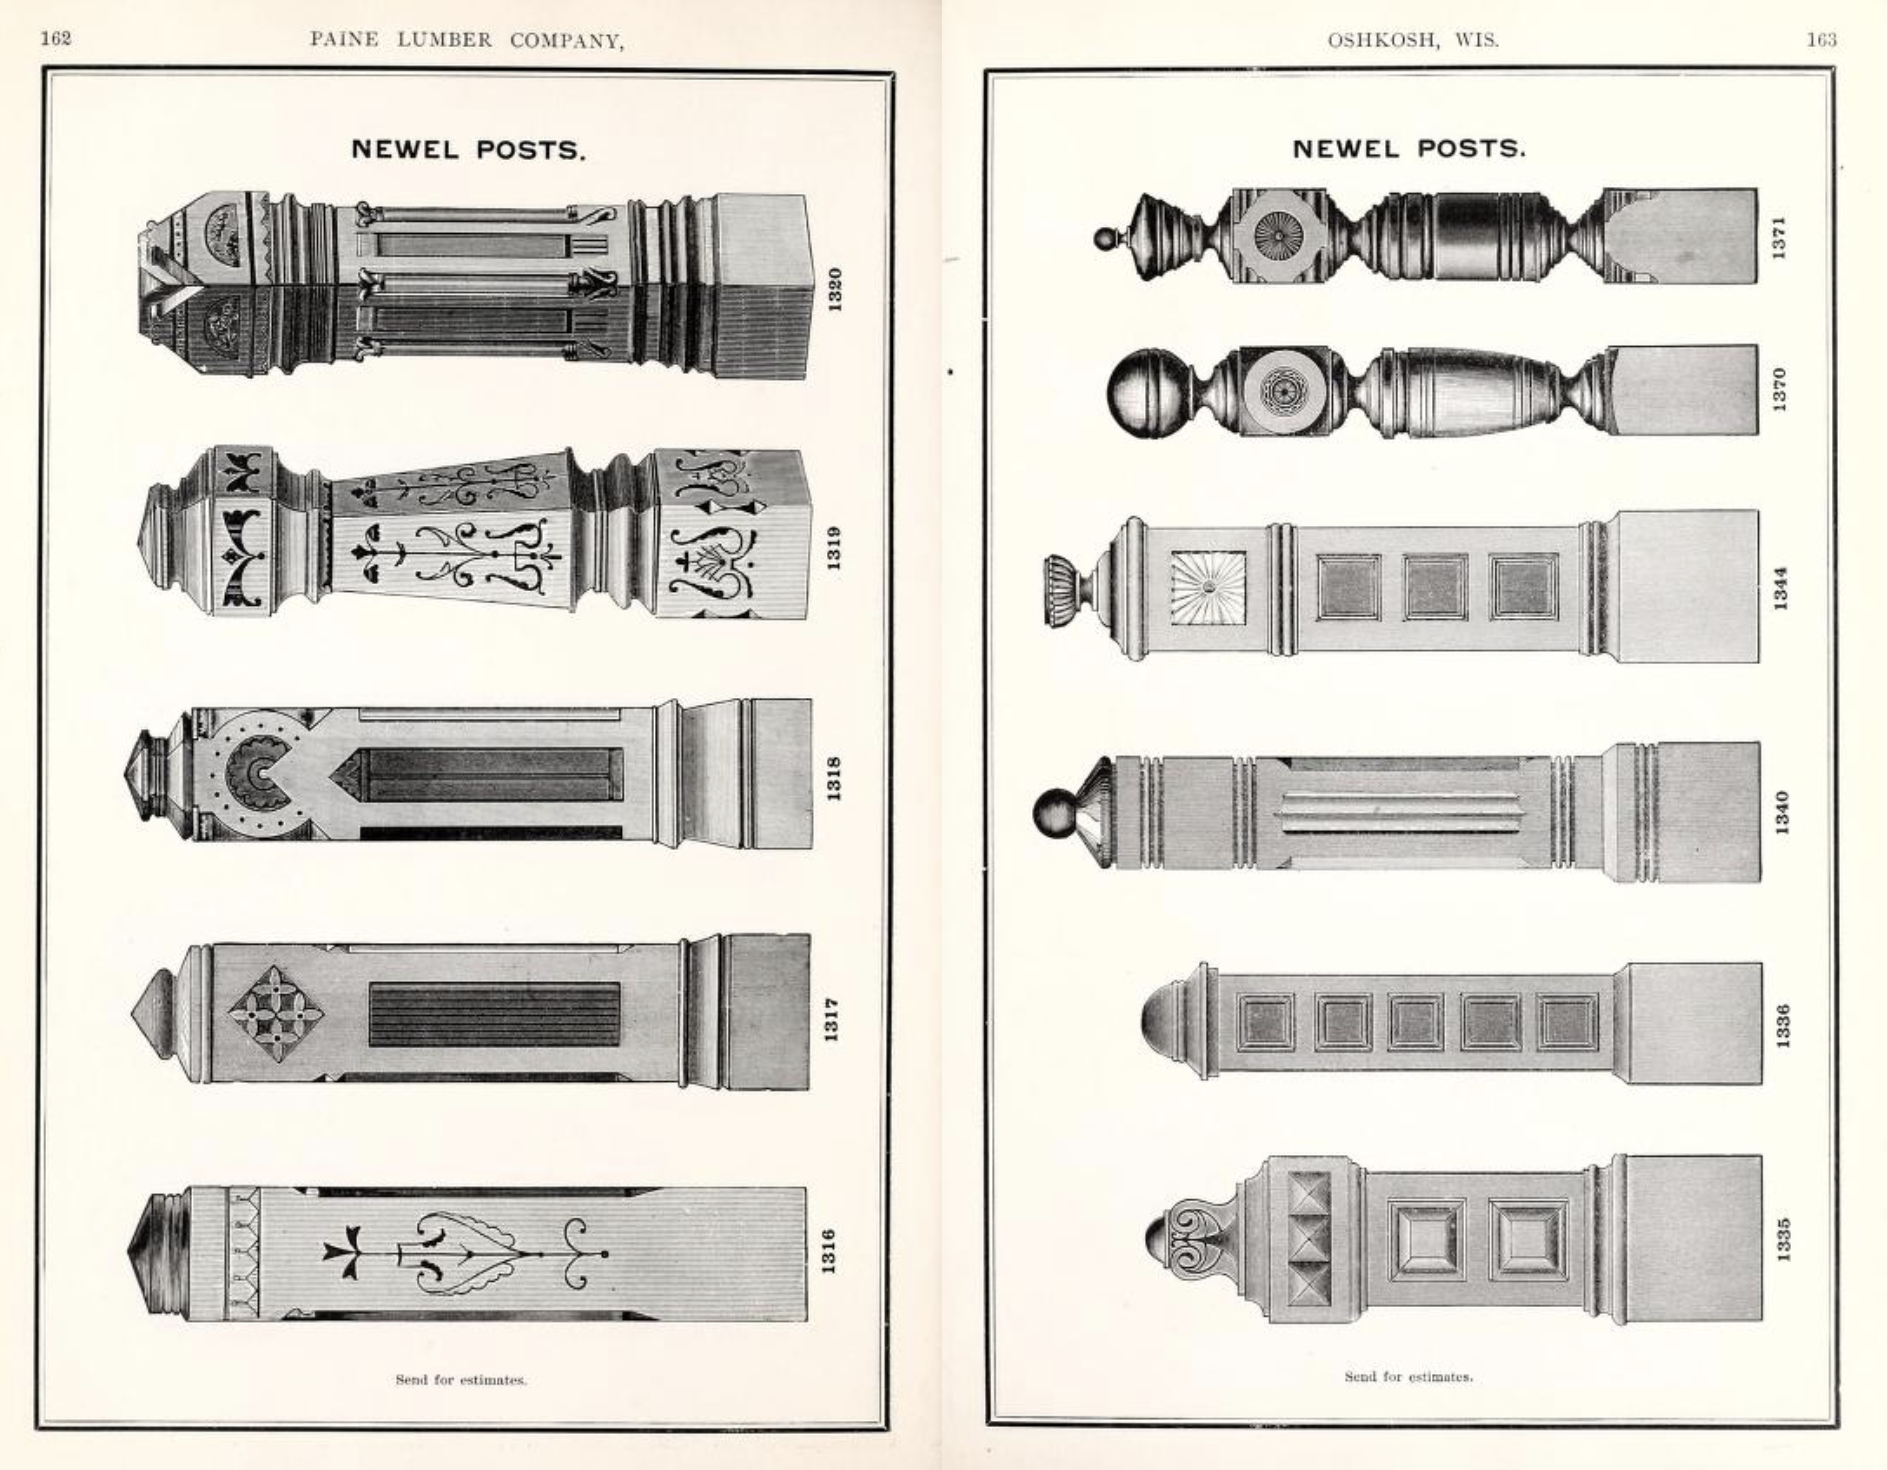 162
PAINE LUMBER COMPANY,
NEWEL POSTS.
1320
1319
1318
1317
1316
Send for estimates.
OSHKOSH, WIS.
163
NEWEL POSTS.
1371
1370
1344
1340
1336
1335
Send for estimates.